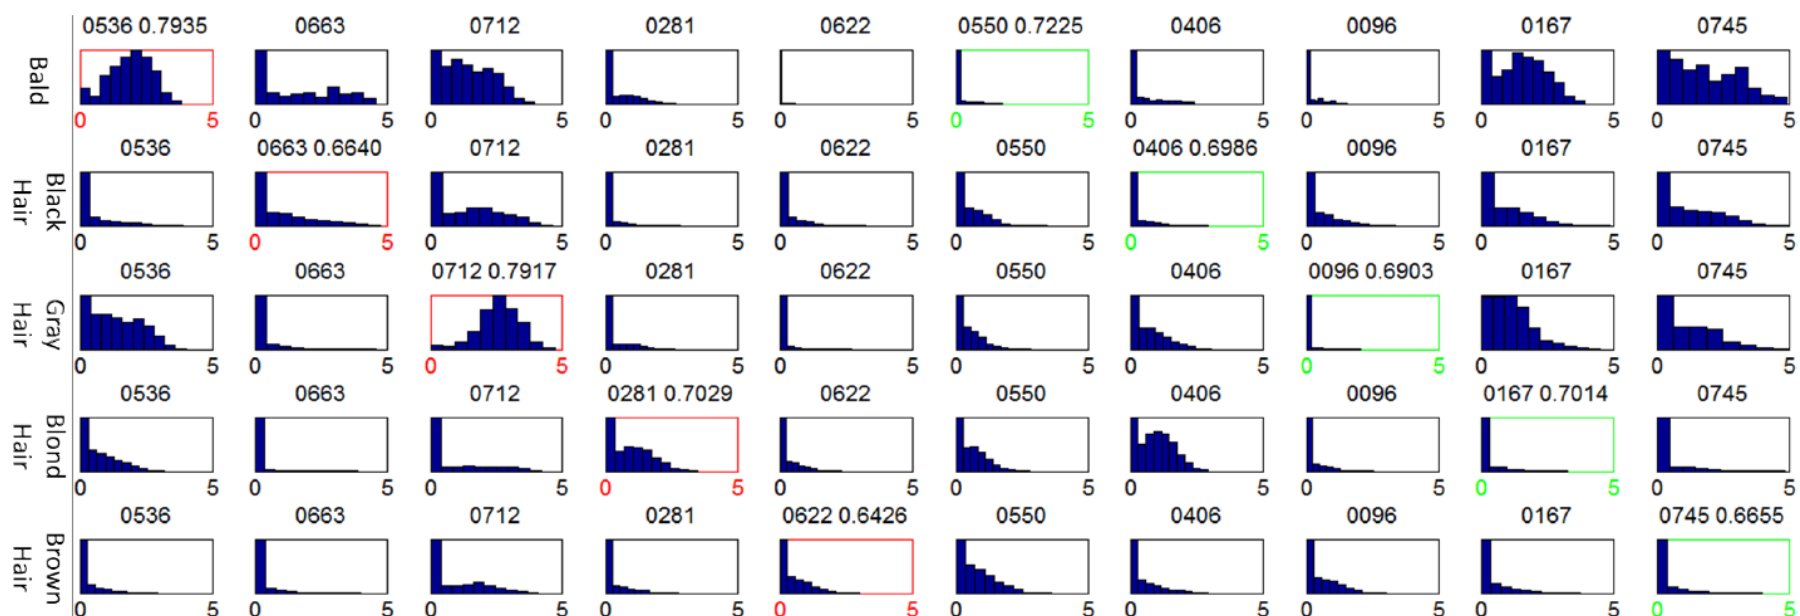 0536 0.7935 0663 0712 0281 0622 0550 0.7225 0406 0096 0167 0745
Bald
0 5 0 5 0 5 0 5 0 5 0 5 0 5 0 5 0 5 0 5
0536 0663 0.6640 0712 0281 0622 0550 0406 0.6986 0096 0167 0745
Black
Hair
0 5 0 5 0 5 0 5 0 5 0 5 0 5 0 5 0 5 0 5
0536 0663 0712 0.7917 0281 0622 0550 0406 0096 0.6903 0167 0745
Gray
Hair
0 5 0 5 0 5 0 5 0 5 0 5 0 5 0 5 0 5 0 5
0536 0663 0712 0281 0.7029 0622 0550 0406 0096 0167 0.7014 0745
Blond
Hair
0 5 0 5 0 5 0 5 0 5 0 5 0 5 0 5 0 5 0 5
0536 0663 0712 0281 0622 0.6426 0550 0406 0096 0167 0745 0.6655
Brown
Hair
0 5 0 5 0 5 0 5 0 5 0 5 0 5 0 5 0 5 0 5